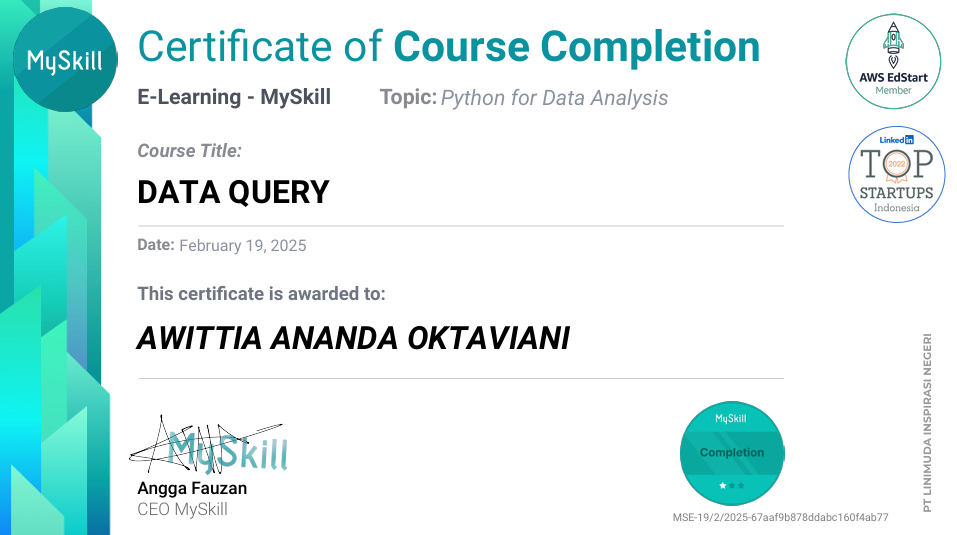 MySkill
Certificate of Course Completion
E-Learning - MySkill
Topic: Python for Data Analysis
Course Title:
DATA QUERY
Date: February 19, 2025
This certificate is awarded to:
AWITTIA ANANDA OKTAVIANI
MySkill
Angga Fauzan
CEO MySkill
MySkill
Completion
MSE-19/2/2025-67aaf9b878ddabc160f4ab77
AWS EdStart
Member
LinkedIn
TOP
2022
STARTUPS
Indonesia
PT LINIMUDA INSPIRASI NEGERI